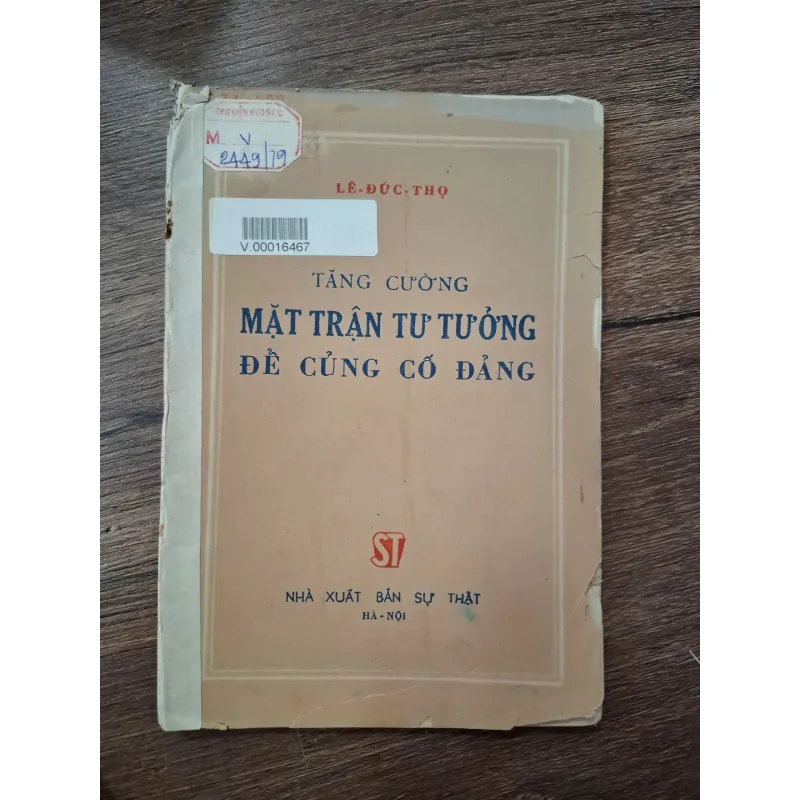 M V
2449/79
LÊ-ĐỨC-THỌ
V.00016467
TĂNG CƯỜNG
MẶT TRẬN TƯ TƯỞNG
ĐỂ CỦNG CỐ ĐẢNG
ST
NHÀ XUẤT BẢN SỰ THẬT
HÀ-NỘI